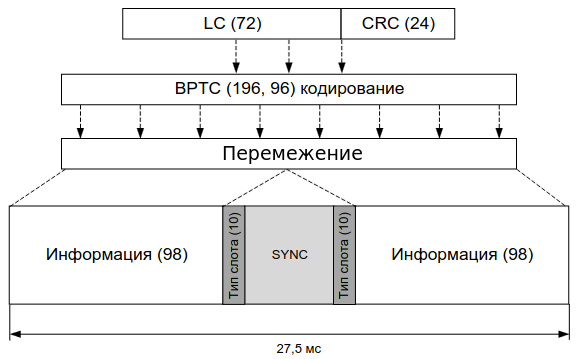 LC (72) CRC (24)
BPTC (196, 96) кодирование
Перемежение
Информация (98) Тип слота (10) SYNC Тип слота (10) Информация (98)
27,5 мс